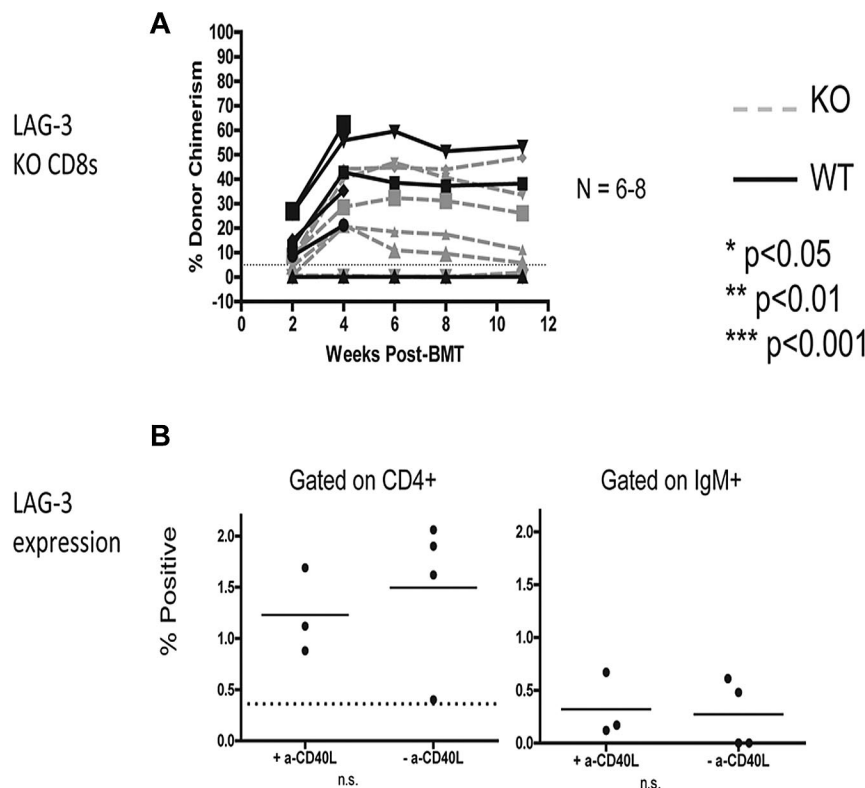 A
LAG-3
KO CD8s
% Donor Chimerism
100
90
80
70
60
50
40
30
20
10
0
-10
0 2 4 6 8 10 12
Weeks Post-BMT
N = 6-8
KO
WT
* p<0.05
** p<0.01
*** p<0.001
B
LAG-3
expression
% Positive
Gated on CD4+
2.0
1.5
1.0
0.5
0.0
+ a-CD40L - a-CD40L
n.s.
Gated on IgM+
2.0
1.5
1.0
0.5
0.0
+ a-CD40L - a-CD40L
n.s.